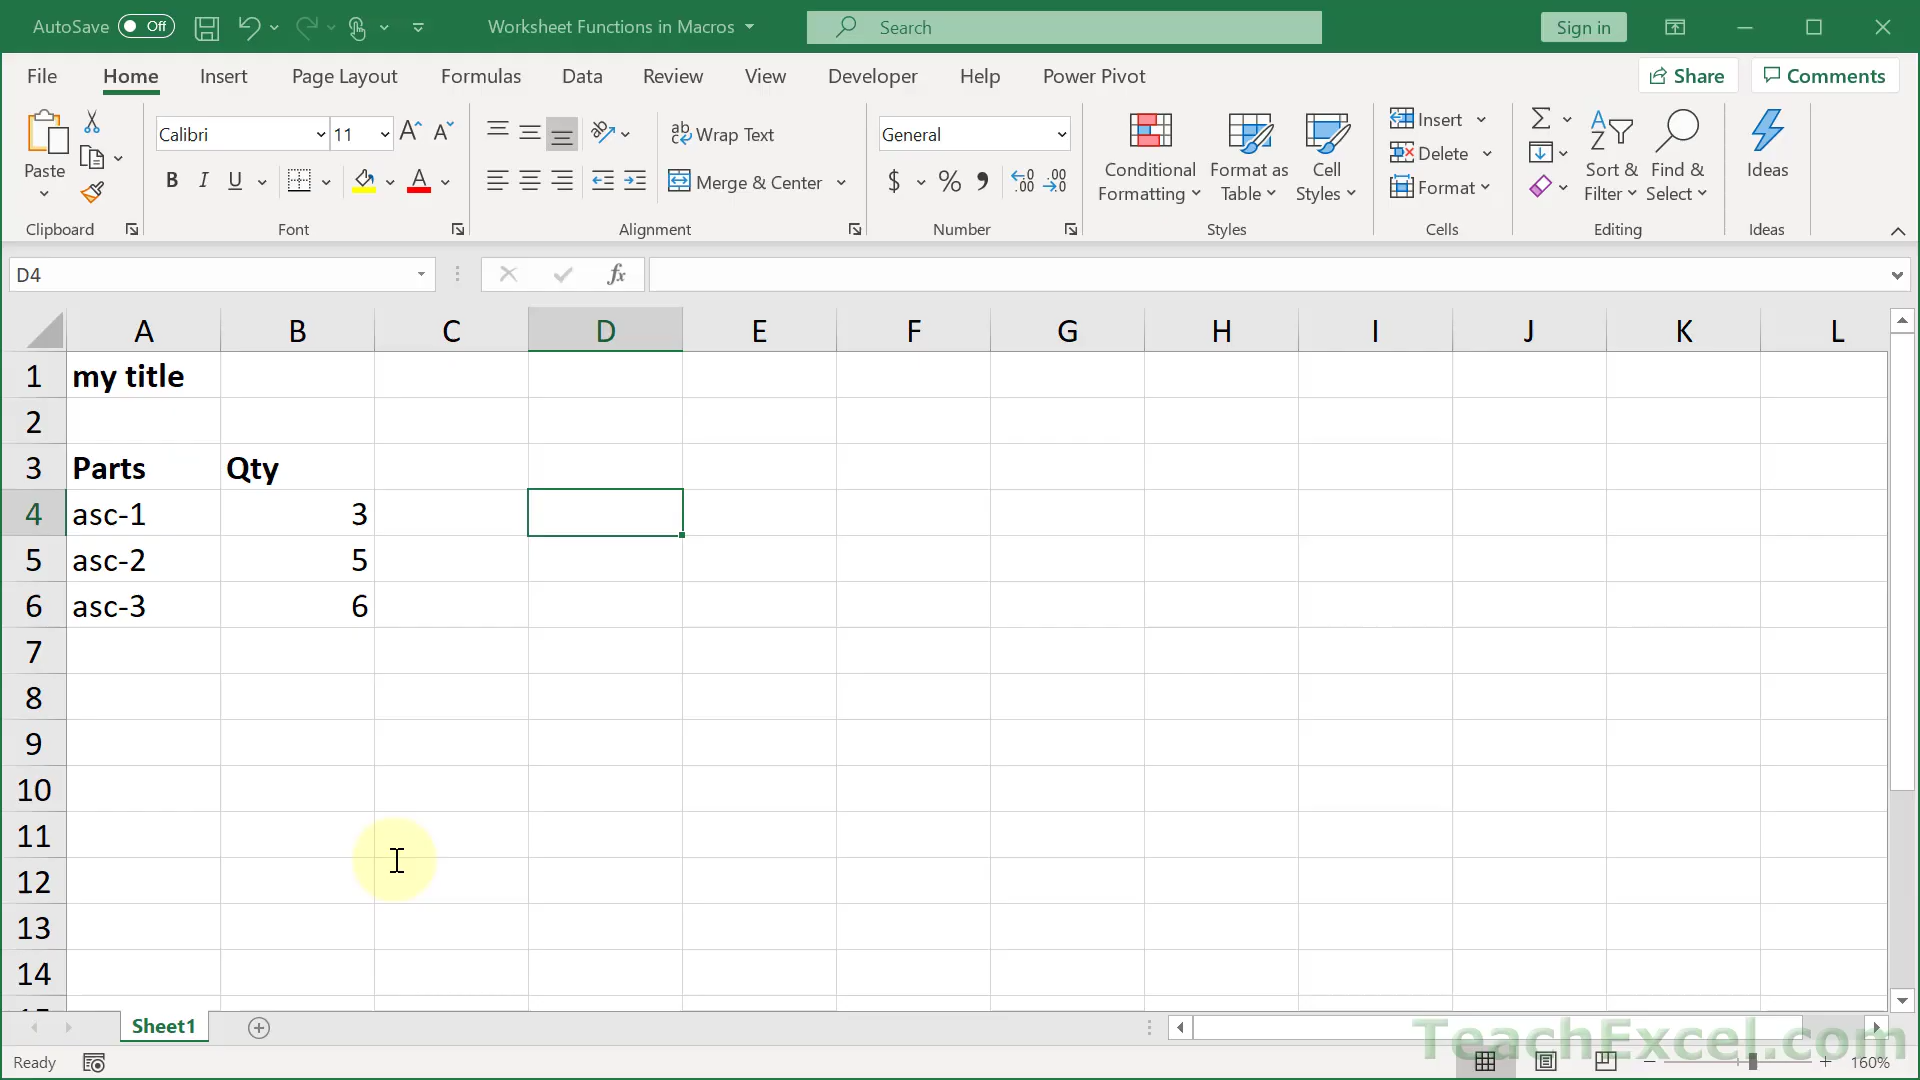 AutoSave Off Worksheet Functions in Macros Search Sign in
File Home Insert Page Layout Formulas Data Review View Developer Help Power Pivot Share Comments
Paste
Clipboard
Calibri 11
B I U A
Font
Wrap Text
Merge & Center
Alignment
General
$ % 9
Number
Conditional Formatting
Format as Table
Cell Styles
Styles
Insert
Delete
Format
Cells
Sort & Filter
Find & Select
Editing
Ideas
Ideas
D4 fx
A B C D E F G H I J K L
1 my title
2
3 Parts Qty
4 asc-1 3
5 asc-2 5
6 asc-3 6
7
8
9
10
11
12
13
14
Sheet1
TeachExcel.com
Ready 160%